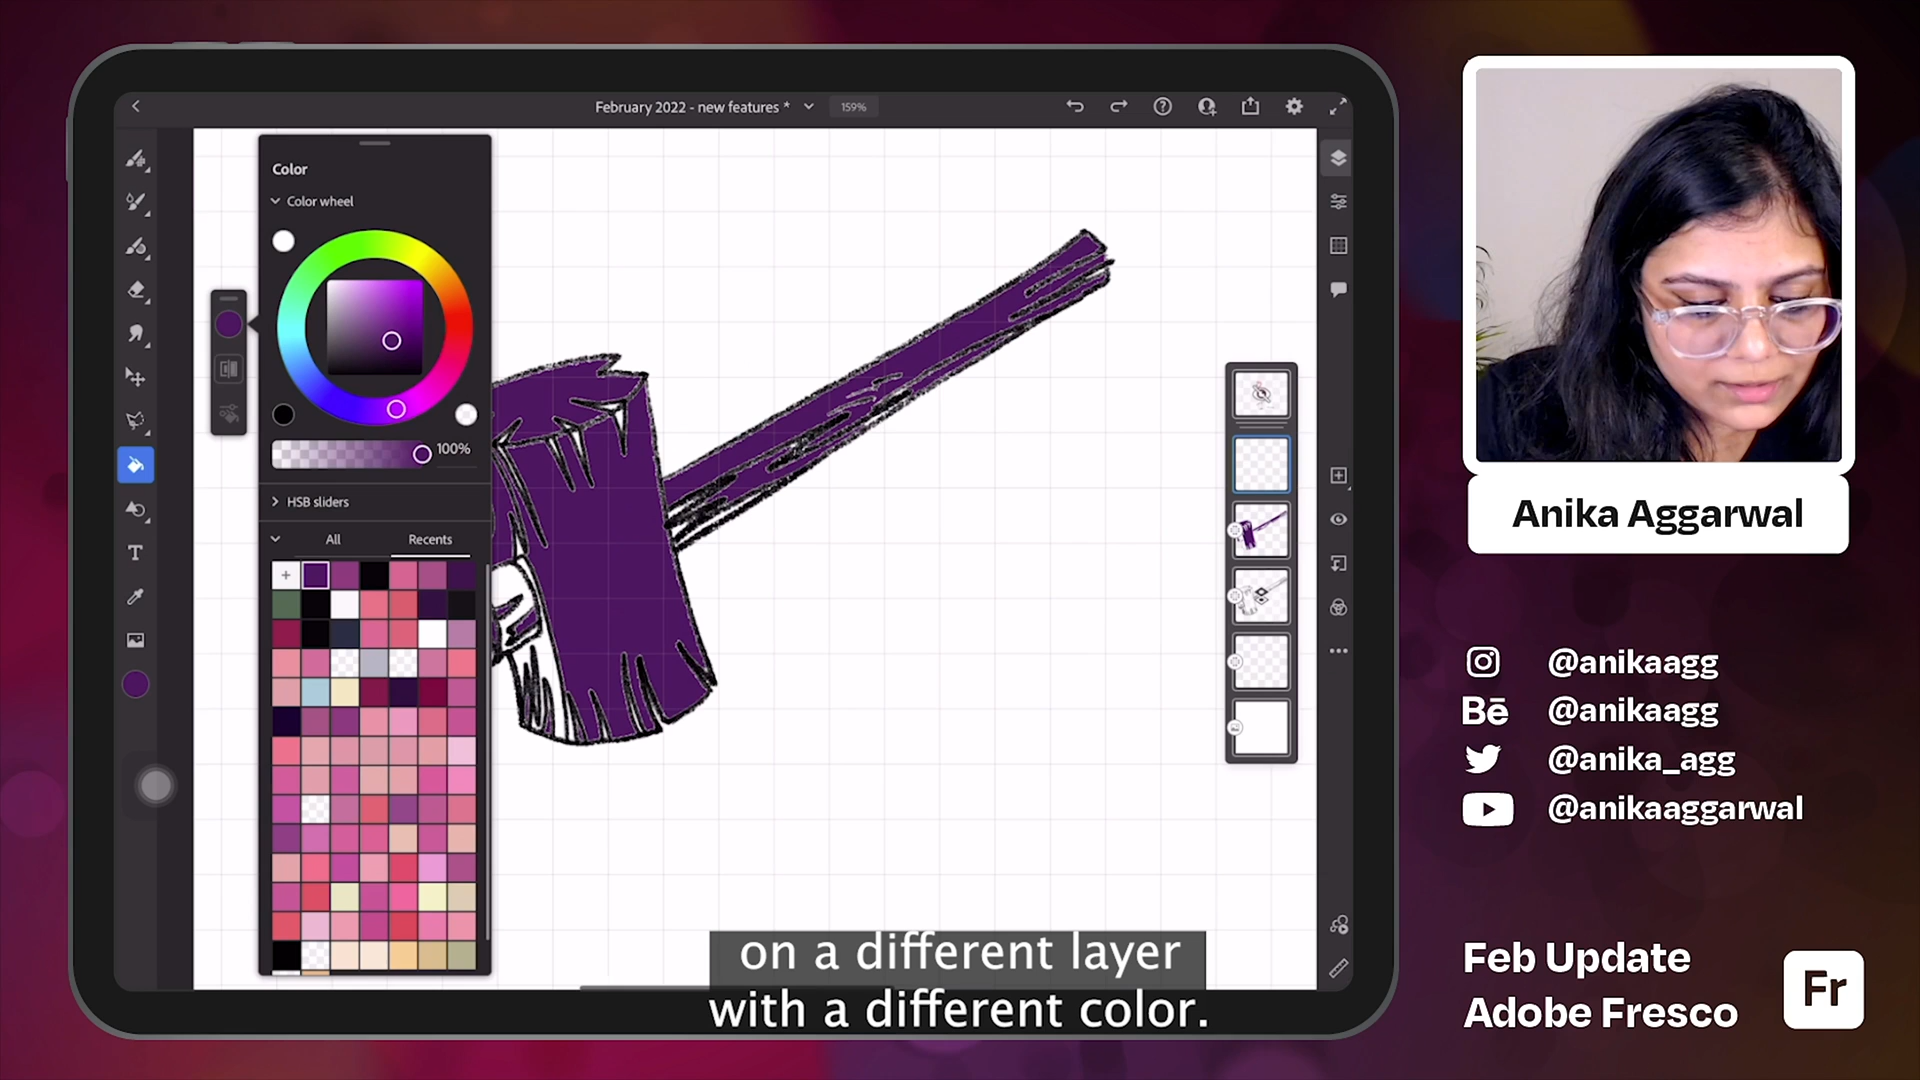 February 2022 - new features *
159%
Color
Color wheel
100%
HSB sliders
All
Recents
T
on a different layer
with a different color.
Anika Aggarwal
@anikaagg
Bē @anikaagg
@anika_agg
@anikaaggarwal
Feb Update
Adobe Fresco
Fr